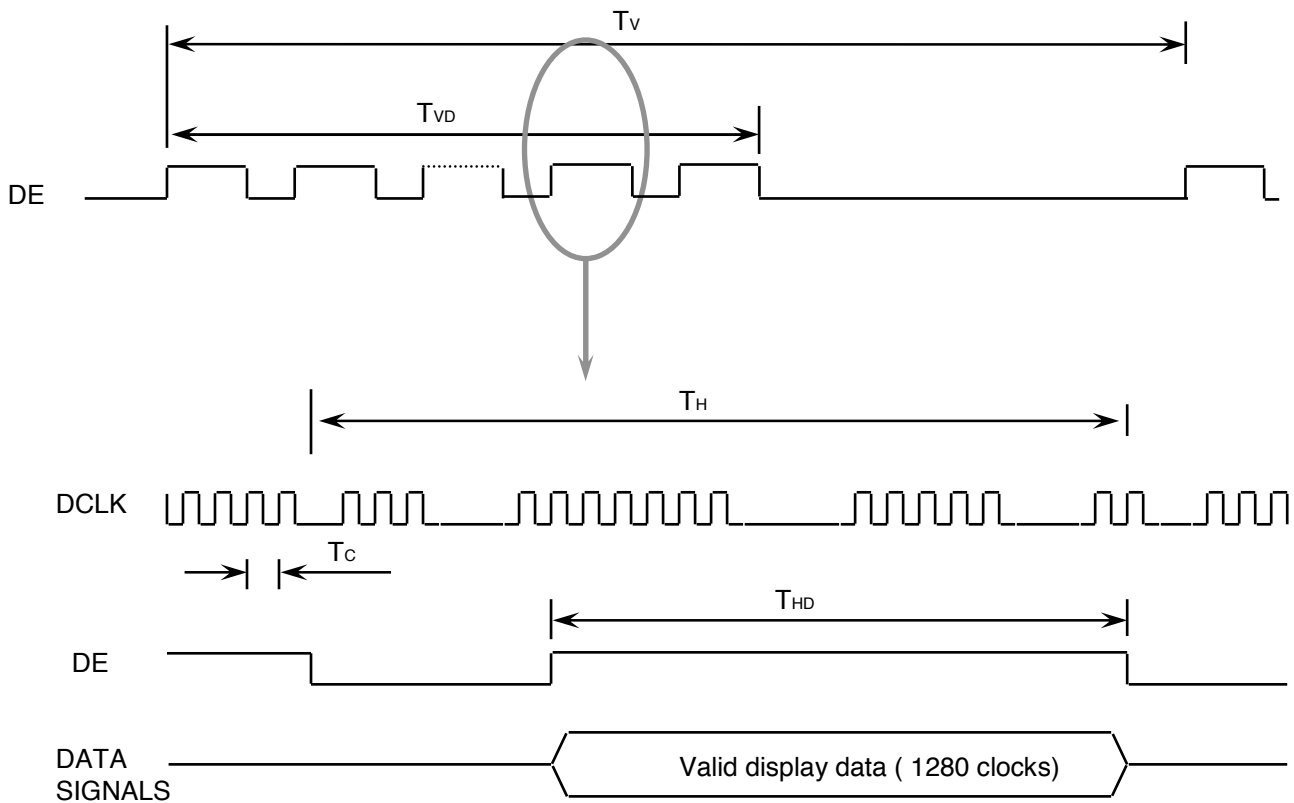 TV
TVD
DE
TH
DCLK
TC
THD
DE
DATA
SIGNALS
Valid display data ( 1280 clocks)